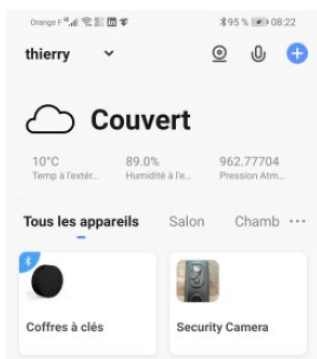 Orange F 95 % 08:22
thierry
Couvert
10°C 89.0% 962.77704
Temp à l'extér... Humidité à l'e... Pression Atm...
Tous les appareils Salon Chamb ...
Coffres à clés Security Camera